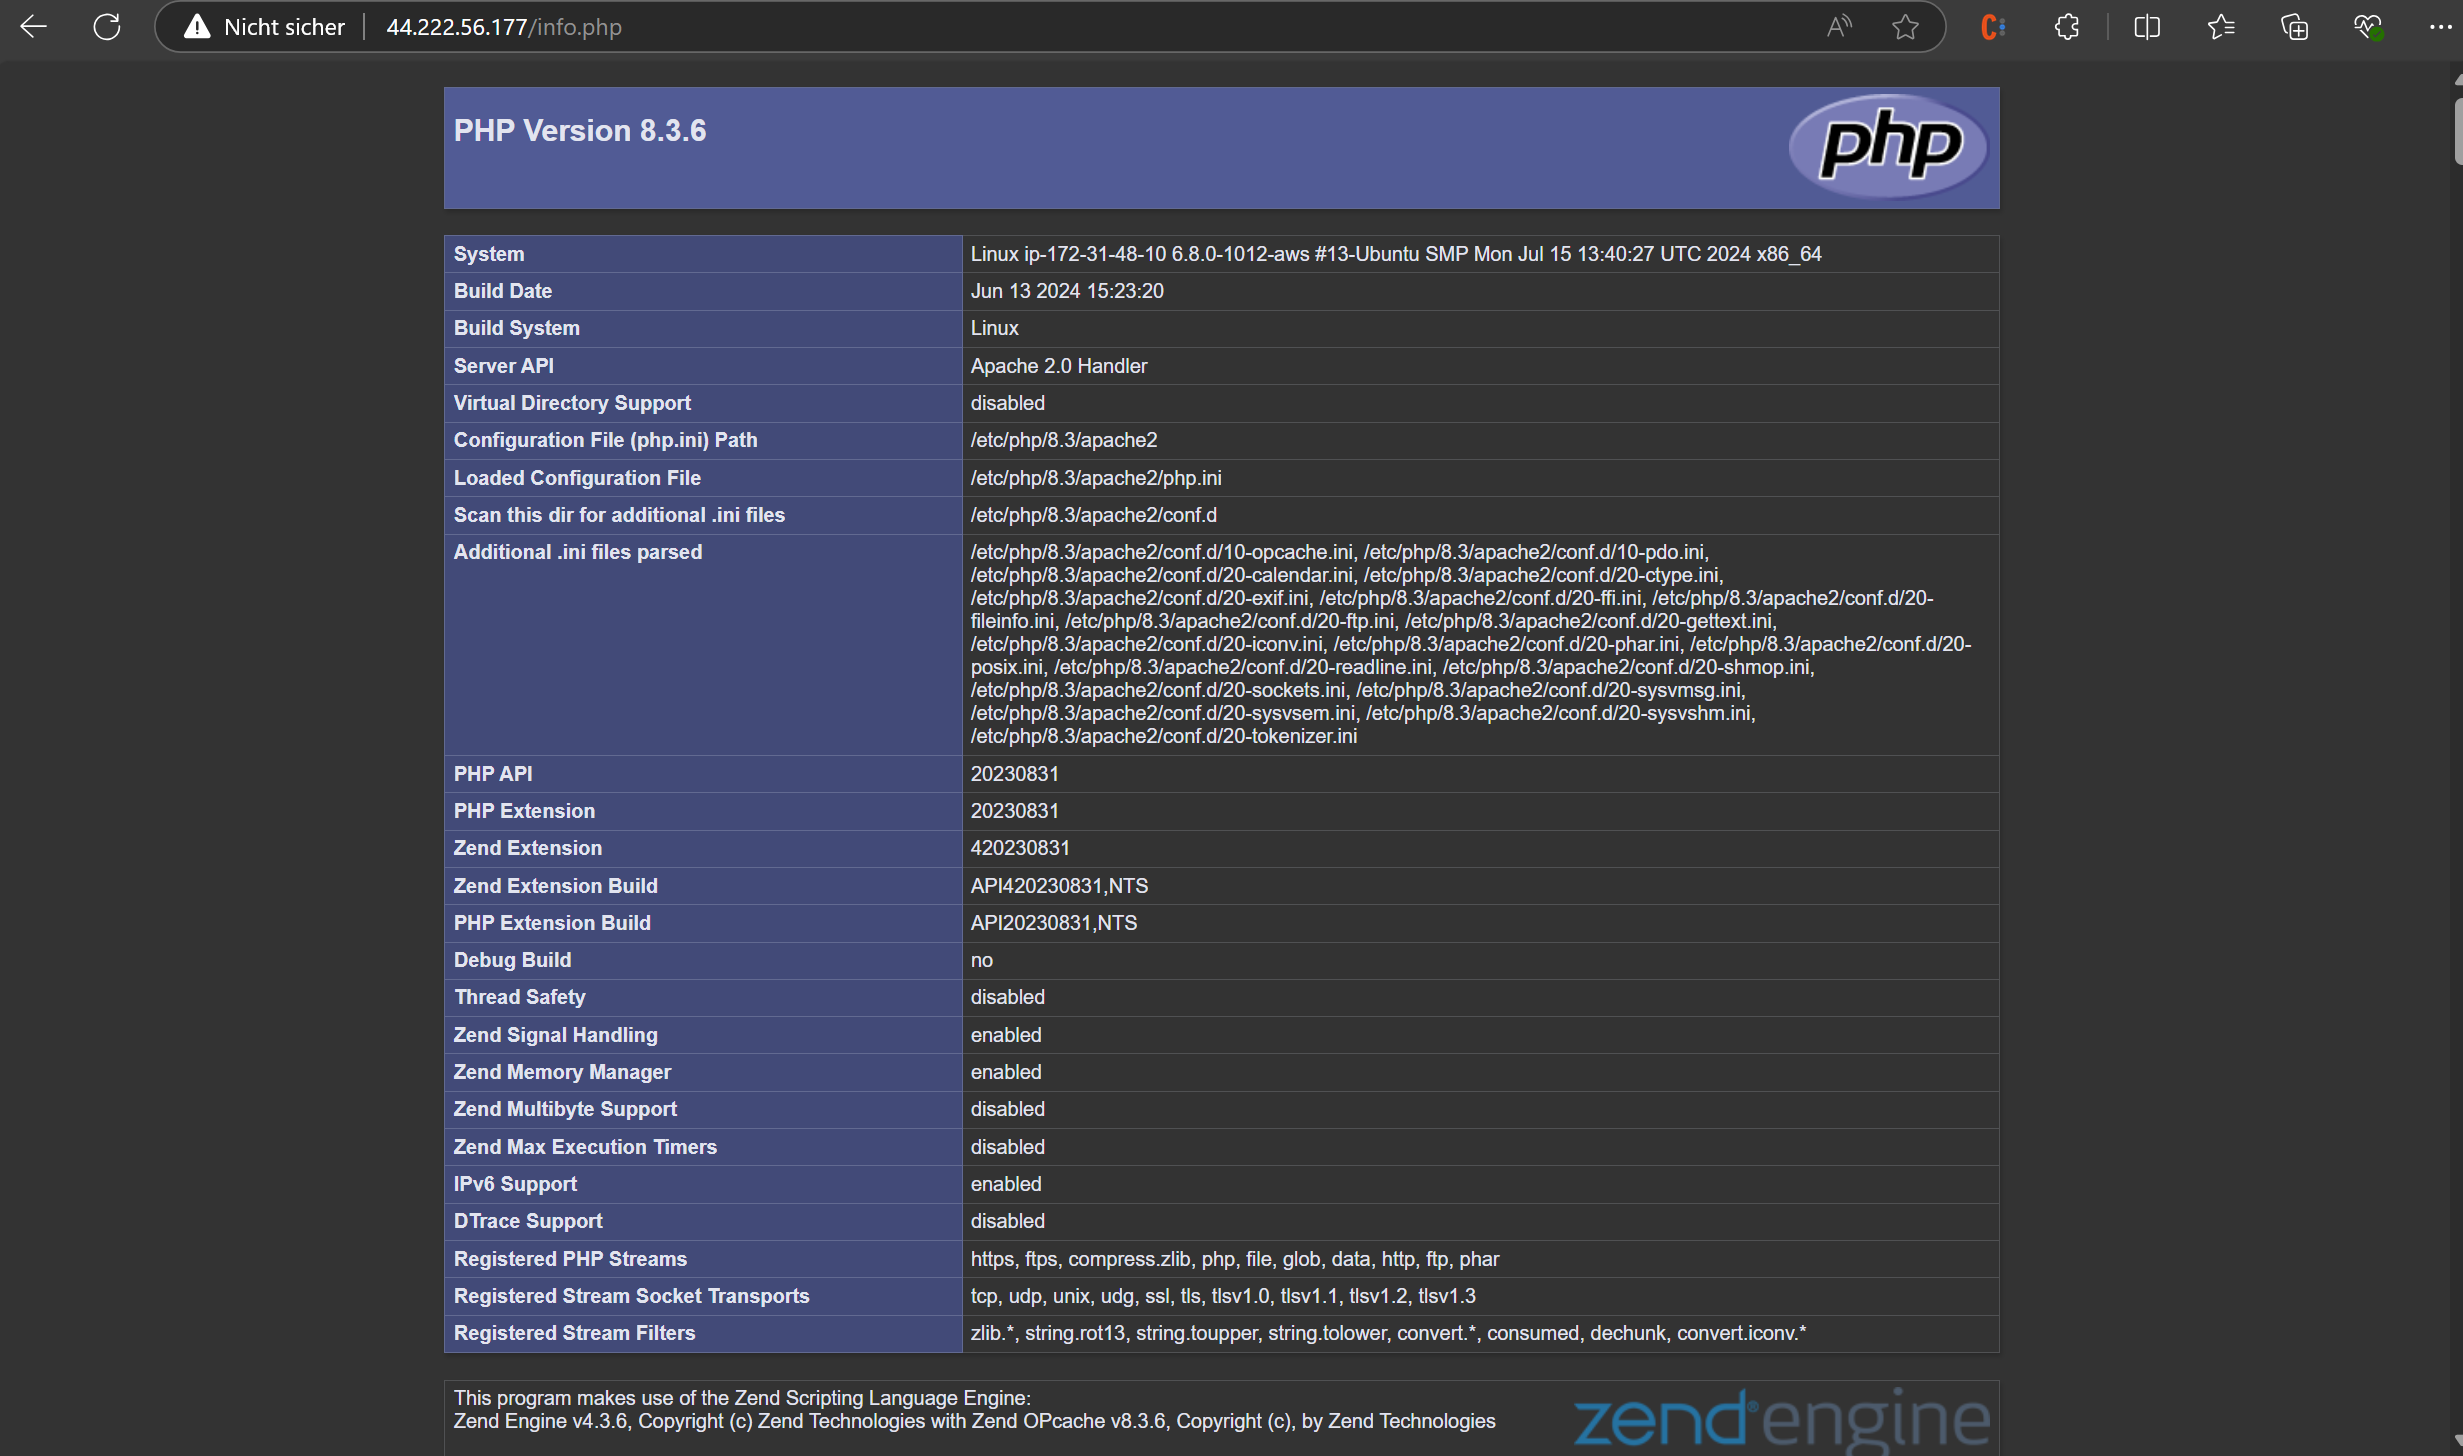 Nicht sicher 44.222.56.177/info.php
PHP Version 8.3.6
php
System Linux ip-172-31-48-10 6.8.0-1012-aws #13-Ubuntu SMP Mon Jul 15 13:40:27 UTC 2024 x86_64
Build Date Jun 13 2024 15:23:20
Build System Linux
Server API Apache 2.0 Handler
Virtual Directory Support disabled
Configuration File (php.ini) Path /etc/php/8.3/apache2
Loaded Configuration File /etc/php/8.3/apache2/php.ini
Scan this dir for additional .ini files /etc/php/8.3/apache2/conf.d
Additional .ini files parsed /etc/php/8.3/apache2/conf.d/10-opcache.ini, /etc/php/8.3/apache2/conf.d/10-pdo.ini,
/etc/php/8.3/apache2/conf.d/20-calendar.ini, /etc/php/8.3/apache2/conf.d/20-ctype.ini,
/etc/php/8.3/apache2/conf.d/20-exif.ini, /etc/php/8.3/apache2/conf.d/20-ffi.ini, /etc/php/8.3/apache2/conf.d/20-
fileinfo.ini, /etc/php/8.3/apache2/conf.d/20-ftp.ini, /etc/php/8.3/apache2/conf.d/20-gettext.ini,
/etc/php/8.3/apache2/conf.d/20-iconv.ini, /etc/php/8.3/apache2/conf.d/20-phar.ini, /etc/php/8.3/apache2/conf.d/20-
posix.ini, /etc/php/8.3/apache2/conf.d/20-readline.ini, /etc/php/8.3/apache2/conf.d/20-shmop.ini,
/etc/php/8.3/apache2/conf.d/20-sockets.ini, /etc/php/8.3/apache2/conf.d/20-sysvmsg.ini,
/etc/php/8.3/apache2/conf.d/20-sysvsem.ini, /etc/php/8.3/apache2/conf.d/20-sysvshm.ini,
/etc/php/8.3/apache2/conf.d/20-tokenizer.ini
PHP API 20230831
PHP Extension 20230831
Zend Extension 420230831
Zend Extension Build API420230831,NTS
PHP Extension Build API20230831,NTS
Debug Build no
Thread Safety disabled
Zend Signal Handling enabled
Zend Memory Manager enabled
Zend Multibyte Support disabled
Zend Max Execution Timers disabled
IPv6 Support enabled
DTrace Support disabled
Registered PHP Streams https, ftps, compress.zlib, php, file, glob, data, http, ftp, phar
Registered Stream Socket Transports tcp, udp, unix, udg, ssl, tls, tlsv1.0, tlsv1.1, tlsv1.2, tlsv1.3
Registered Stream Filters zlib.*, string.rot13, string.toupper, string.tolower, convert.*, consumed, dechunk, convert.iconv.*
This program makes use of the Zend Scripting Language Engine:
Zend Engine v4.3.6, Copyright (c) Zend Technologies with Zend OPcache v8.3.6, Copyright (c), by Zend Technologies
zend®engine